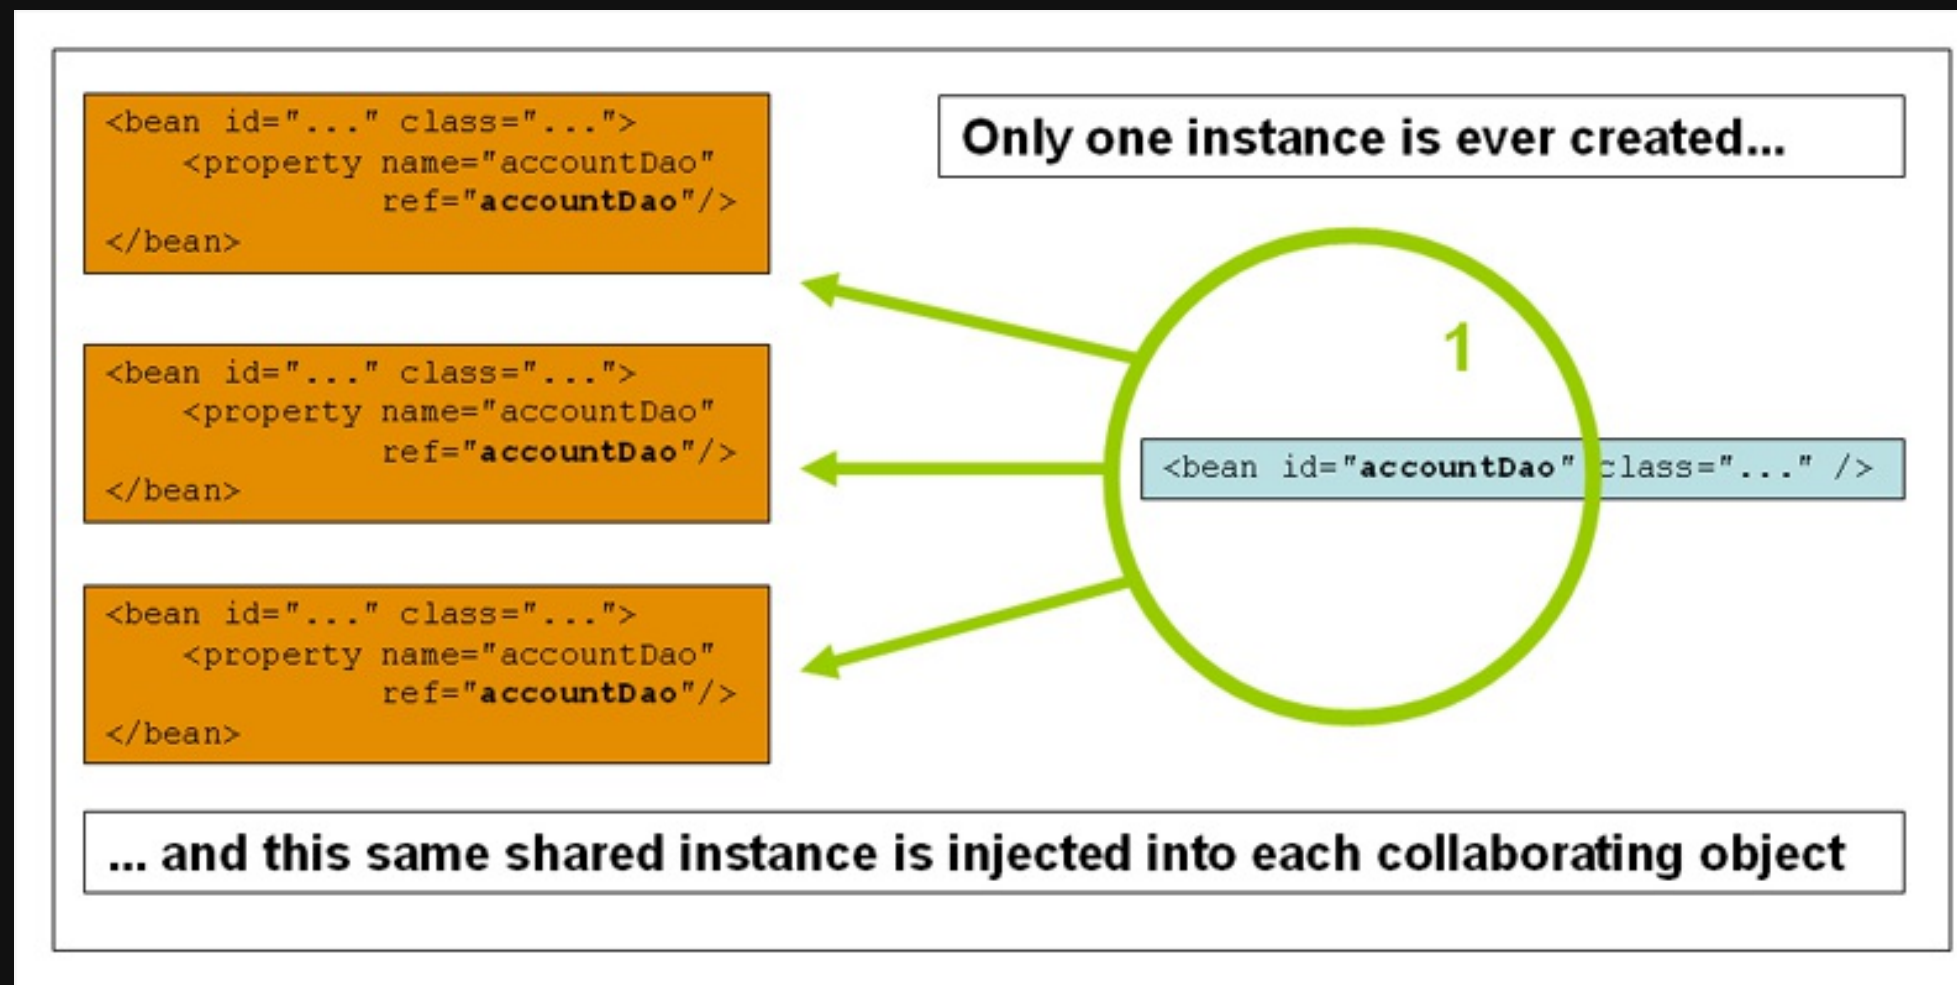 <bean id="..." class="...">
<property name="accountDao"
ref="accountDao"/>
</bean>
Only one instance is ever created...
<bean id="..." class="...">
<property name="accountDao"
ref="accountDao"/>
</bean>
1
<bean id="accountDao" class="..." />
<bean id="..." class="...">
<property name="accountDao"
ref="accountDao"/>
</bean>
... and this same shared instance is injected into each collaborating object